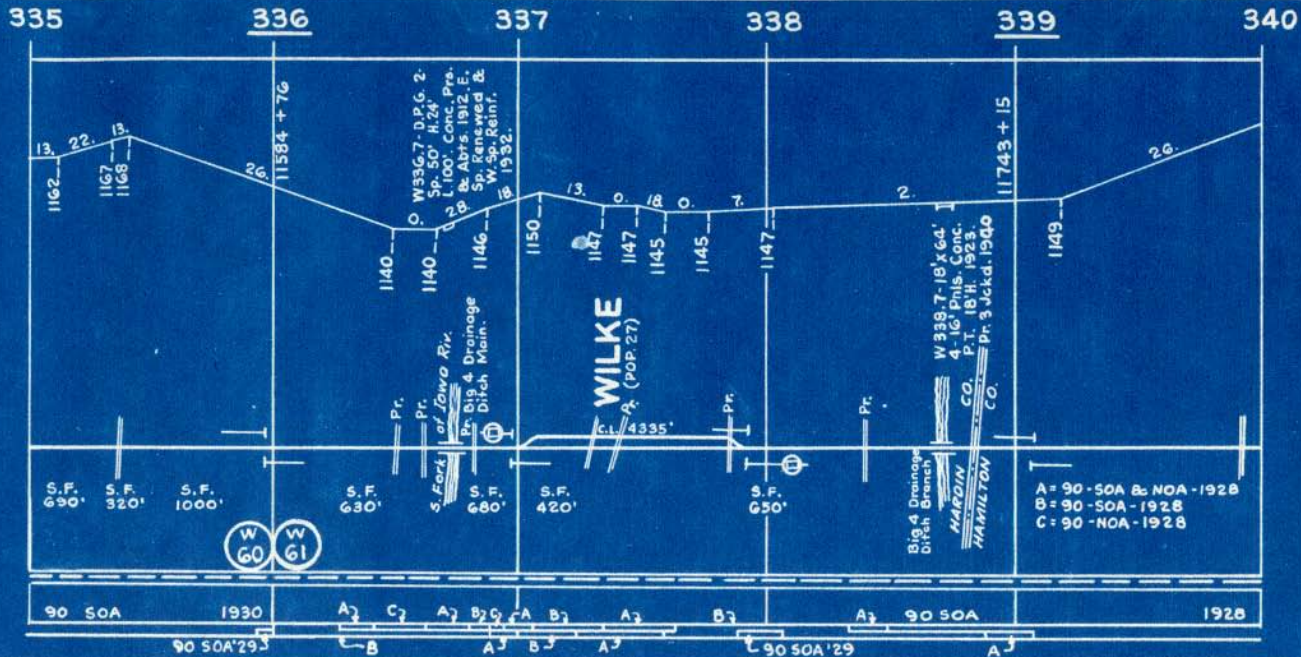 335 336 337 338 339 340
13. 22. 13. 26. 0. 28. 18. 13. 0. 18. 0. 7. 2. 26.
1162
1167
1168
11584 + 76
W336.7-D.P.G. 2-
Sp. 50' H.24'
L.100' Conc. Prs.
& Abts. 1912. E.
Sp. Renewed &
W. Sp. Reinf.
1932.
1140
1140
1146
1150
1147
1147
1145
1145
1147
11743 + 15
1149
W 338.7-18'x64'
4-16' Pnls. Conc.
P.T. 18'H. 1923.
Pr. 3 Jckd. 1940
WILKE
(POP. 27)
Pr.
Pr.
S. Fork of Iowa Riv.
Pr. Big 4 Drainage
Ditch Main.
Pr.
C.L. 4335'
Pr.
Pr.
Big 4 Drainage
Ditch Branch
HARDIN CO.
HAMILTON CO.
S.F.
690'
S.F.
320'
S.F.
1000'
S.F.
630'
S.F.
680'
S.F.
420'
S.F.
650'
A = 90-SOA & NOA-1928
B = 90-SOA-1928
C = 90-NOA-1928
W
60
W
61
90 SOA 1930 A C A B C A B A B A 90 SOA 1928
90 SOA'29 B A B A 90 SOA'29 A